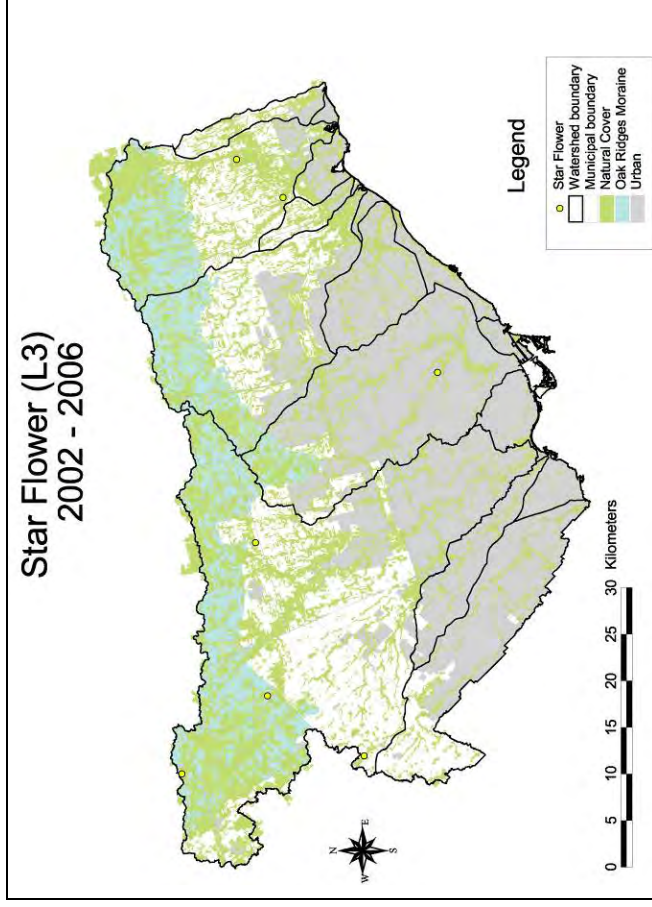 Star Flower (L3)
2002 - 2006
Legend
Star Flower
Watershed boundary
Municipal boundary
Natural Cover
Oak Ridges Moraine
Urban
N
W E
S
0 5 10 15 20 25 30 Kilometers